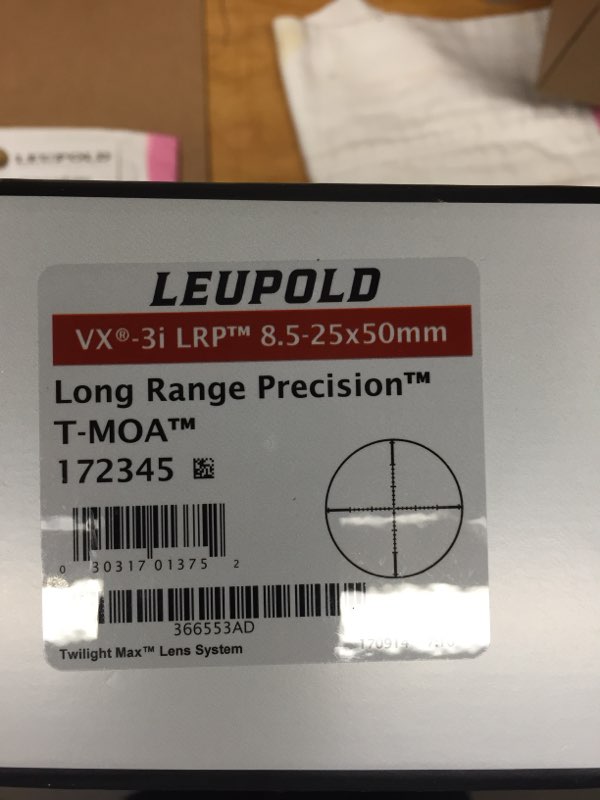 LEUPOLD
LEUPOLD
VX®-3i LRP™ 8.5-25x50mm
Long Range Precision™
T-MOA™
172345
0 30317 01375 2
366553AD
Twilight Max™ Lens System